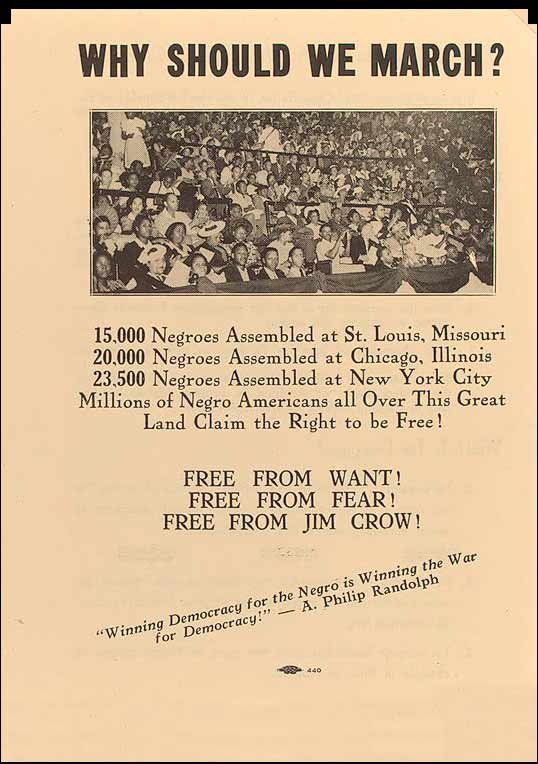 WHY SHOULD WE MARCH?
15,000 Negroes Assembled at St. Louis, Missouri
20,000 Negroes Assembled at Chicago, Illinois
23,500 Negroes Assembled at New York City
Millions of Negro Americans all Over This Great
Land Claim the Right to be Free!
FREE FROM WANT!
FREE FROM FEAR!
FREE FROM JIM CROW!
"Winning Democracy for the Negro is Winning the War
for Democracy!" — A. Philip Randolph
440